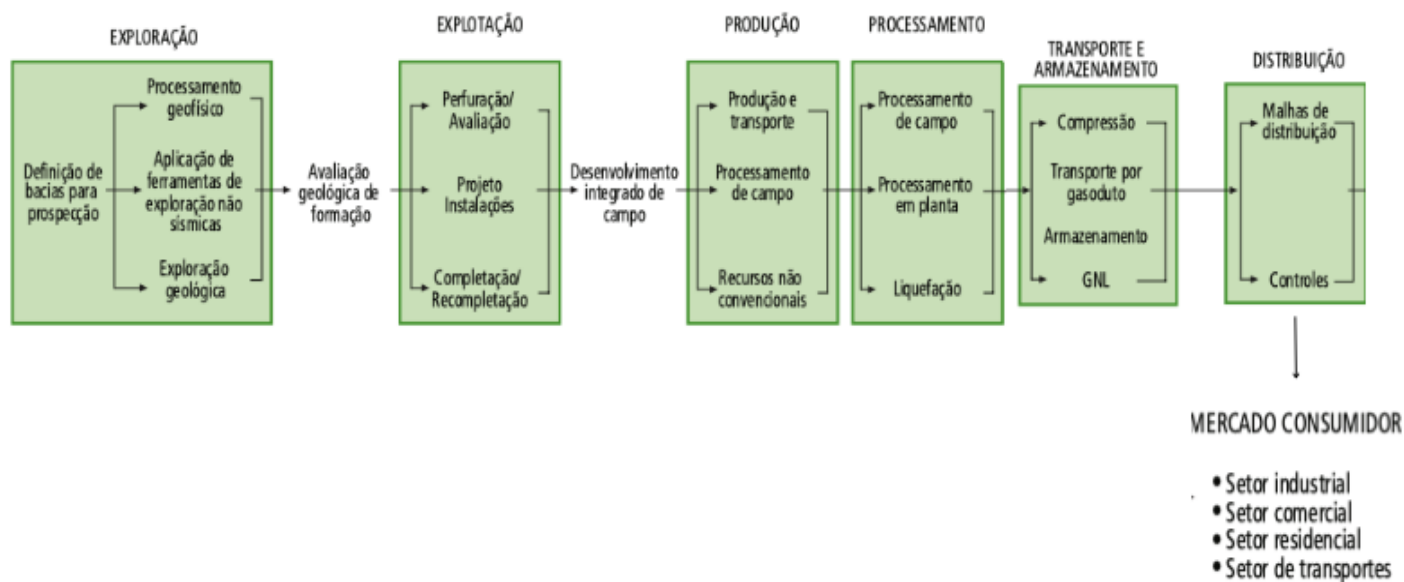 EXPLORAÇÃO
Definição de
bacias para
prospecção
Processamento
geofísico
Aplicação de
ferramentas de
exploração não
sísmicas
Exploração
geológica
Avaliação
geológica de
formação
EXPLOTAÇÃO
Perfuração/
Avaliação
Projeto
Instalações
Completação/
Recompletação
Desenvolvimento
integrado de
campo
PRODUÇÃO
Produção e
transporte
Processamento
de campo
Recursos não
convencionais
PROCESSAMENTO
Processamento
de campo
Processamento
em planta
Liquefação
TRANSPORTE E
ARMAZENAMENTO
Compressão
Transporte por
gasoduto
Armazenamento
GNL
DISTRIBUIÇÃO
Malhas de
distribuição
Controles
MERCADO CONSUMIDOR
• Setor industrial
• Setor comercial
• Setor residencial
• Setor de transportes